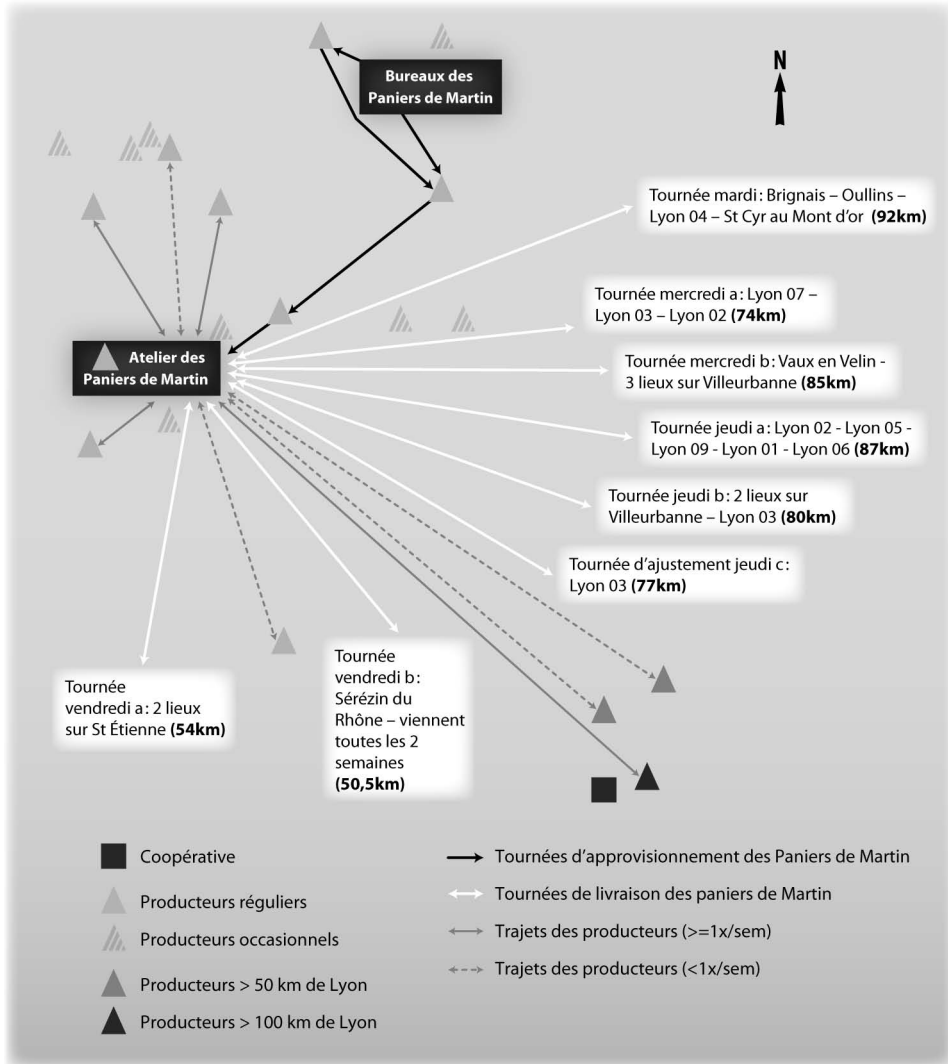 Bureaux des
Paniers de Martin
N
Tournée mardi : Brignais – Oullins –
Lyon 04 – St Cyr au Mont d'or (92km)
Tournée mercredi a : Lyon 07 –
Lyon 03 – Lyon 02 (74km)
Atelier des
Paniers de Martin
Tournée mercredi b : Vaux en Velin -
3 lieux sur Villeurbanne (85km)
Tournée jeudi a : Lyon 02 - Lyon 05 -
Lyon 09 - Lyon 01 - Lyon 06 (87km)
Tournée jeudi b : 2 lieux sur
Villeurbanne – Lyon 03 (80km)
Tournée d'ajustement jeudi c :
Lyon 03 (77km)
Tournée
vendredi a : 2 lieux
sur St Étienne (54km)
Tournée
vendredi b :
Sérézin du
Rhône – viennent
toutes les 2
semaines
(50,5km)
Coopérative
Producteurs réguliers
Producteurs occasionnels
Producteurs > 50 km de Lyon
Producteurs > 100 km de Lyon
Tournées d'approvisionnement des Paniers de Martin
Tournées de livraison des paniers de Martin
Trajets des producteurs (>=1x/sem)
Trajets des producteurs (<1x/sem)